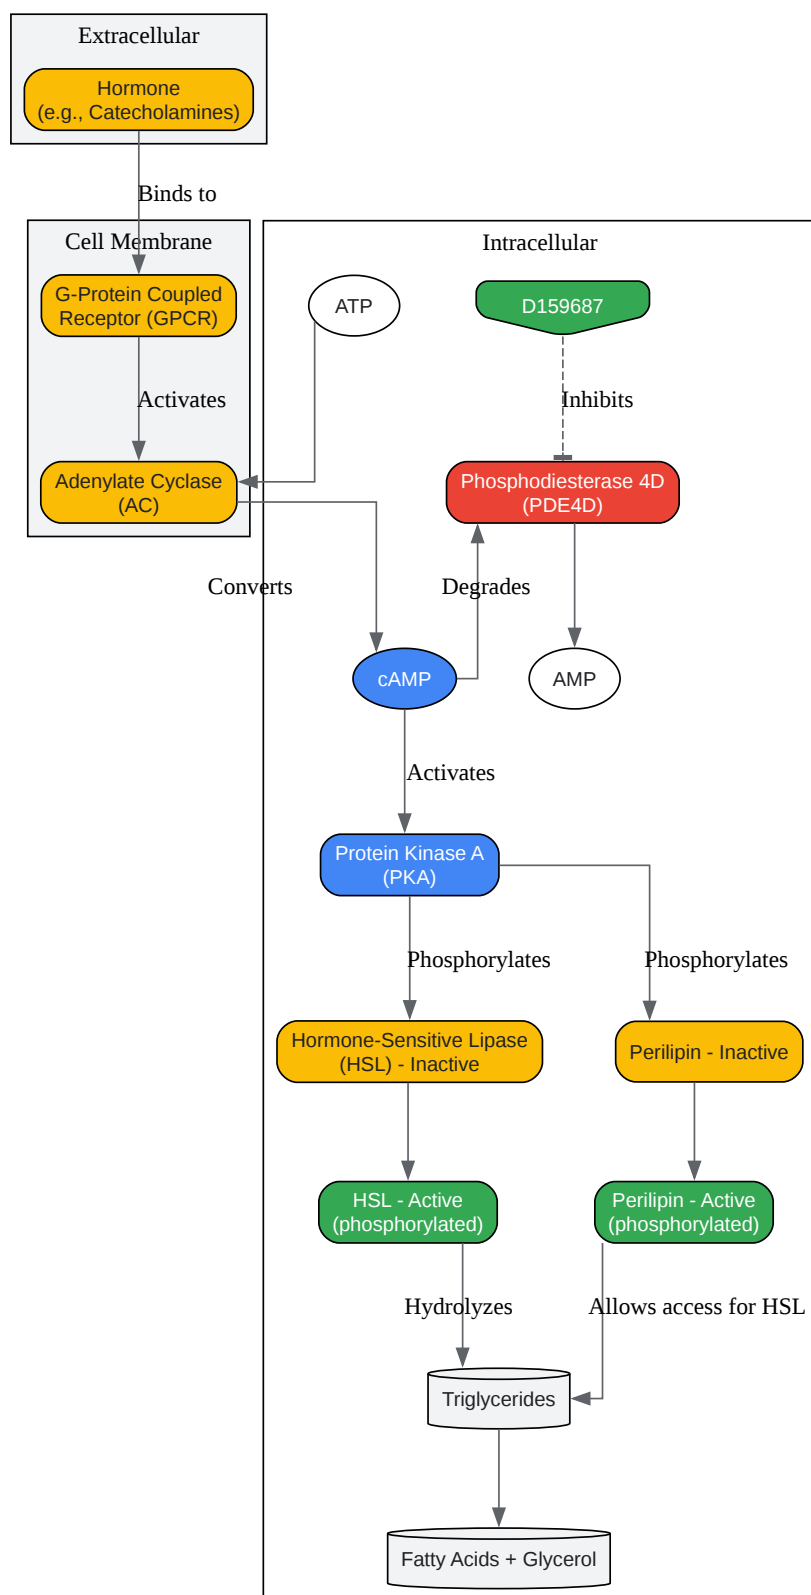 Extracellular
Hormone
(e.g., Catecholamines)
Binds to
Cell Membrane
Intracellular
G-Protein Coupled
Receptor (GPCR)
ATP
D159687
Activates
Inhibits
Adenylate Cyclase
(AC)
Phosphodiesterase 4D
(PDE4D)
Converts
Degrades
cAMP
AMP
Activates
Protein Kinase A
(PKA)
Phosphorylates
Phosphorylates
Hormone-Sensitive Lipase
(HSL) - Inactive
Perilipin - Inactive
HSL - Active
(phosphorylated)
Perilipin - Active
(phosphorylated)
Hydrolyzes
Allows access for HSL
Triglycerides
Fatty Acids + Glycerol